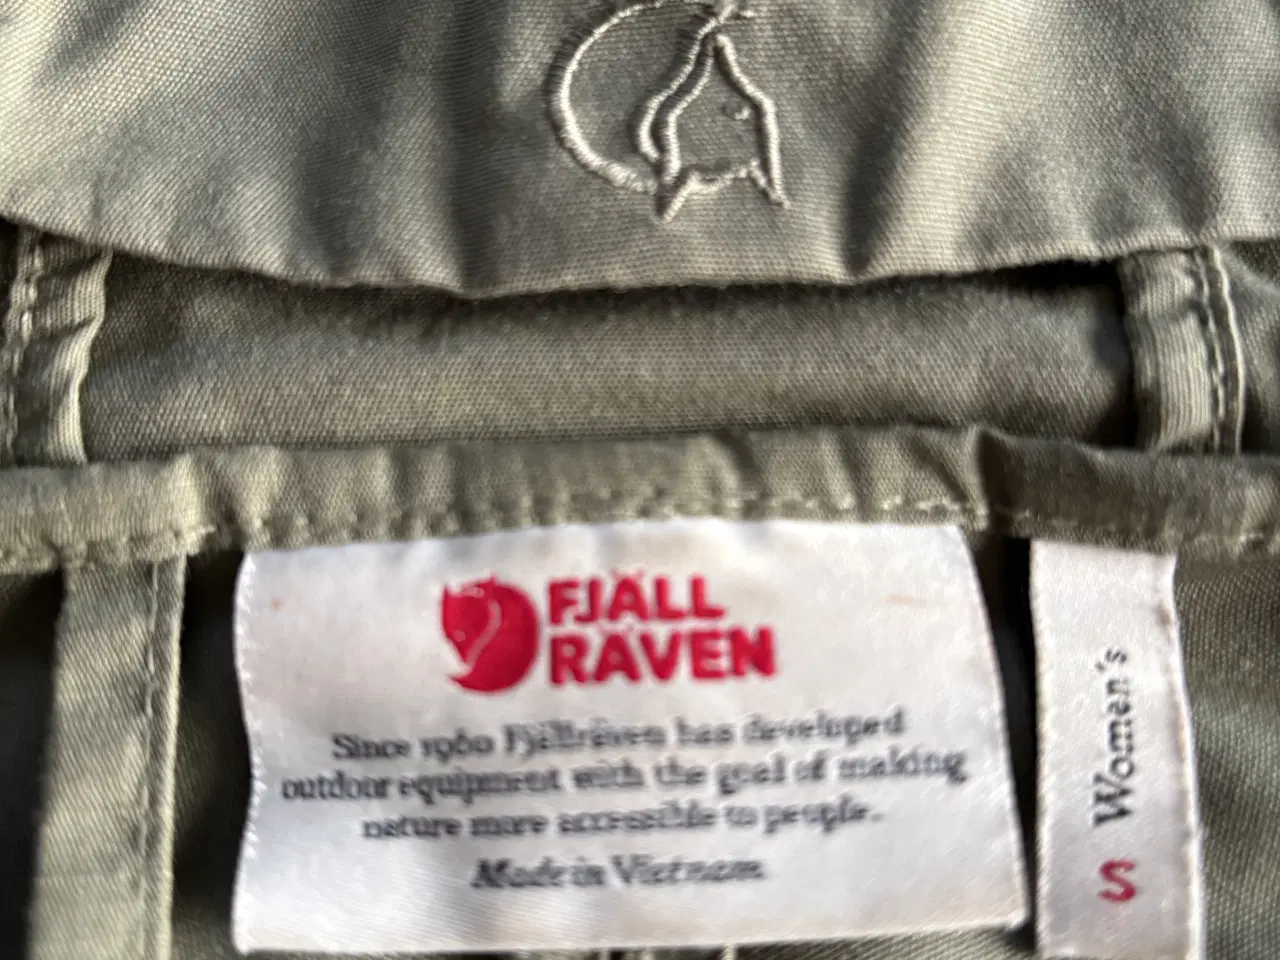 FJÄLL
RÄVEN
Since 1960 Fjällräven has developed
outdoor equipment with the goal of making
nature more accessible to people.
Made in Vietnam
Women's
S